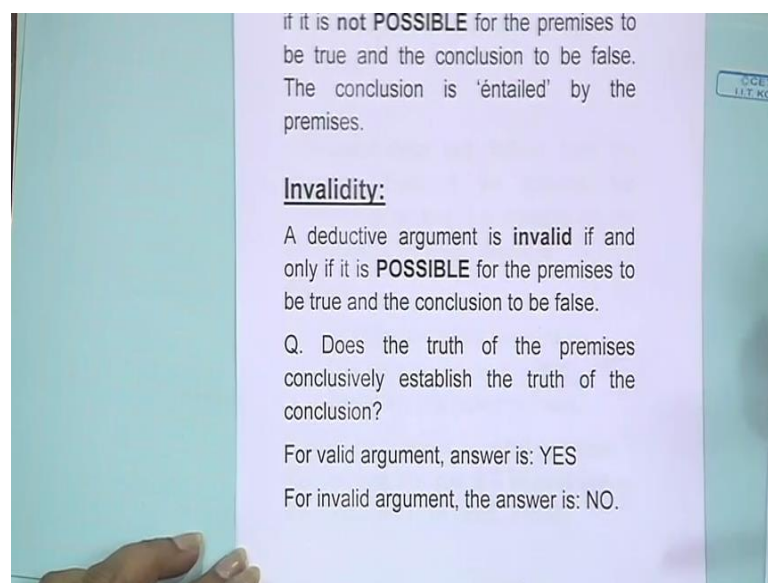 if it is not POSSIBLE for the premises to
be true and the conclusion to be false.
The conclusion is ‘éntailed’ by the
premises.
Invalidity:
A deductive argument is invalid if and
only if it is POSSIBLE for the premises to
be true and the conclusion to be false.
Q. Does the truth of the premises
conclusively establish the truth of the
conclusion?
For valid argument, answer is: YES
For invalid argument, the answer is: NO.
CCE
I.I.T. KG